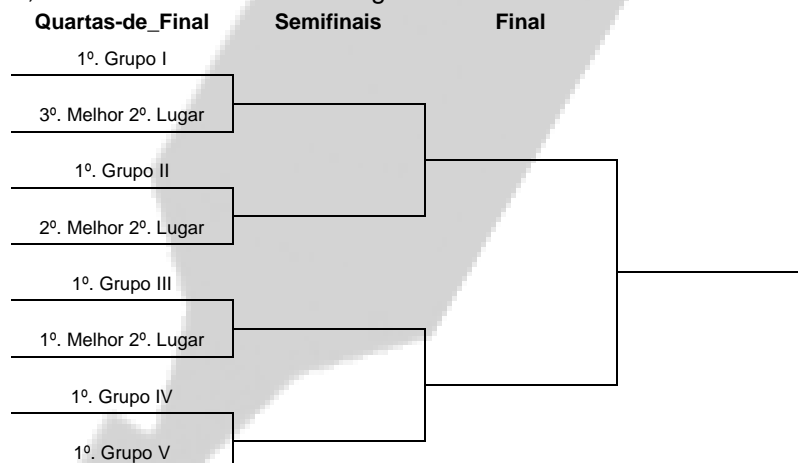 Quartas-de_Final Semifinais Final
1º. Grupo I
3º. Melhor 2º. Lugar
1º. Grupo II
2º. Melhor 2º. Lugar
1º. Grupo III
1º. Melhor 2º. Lugar
1º. Grupo IV
1º. Grupo V